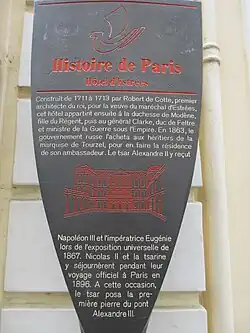 Histoire de Paris
Hôtel d'Estrées
Construit de 1711 à 1713 par Robert de Cotte, premier
architecte du roi, pour la veuve du maréchal d'Estrées,
cet hôtel appartint ensuite à la duchesse de Modène,
fille du Régent, puis au général Clarke, duc de Feltre
et ministre de la Guerre sous l'Empire. En 1863, le
gouvernement russe l'acheta aux héritiers de la
marquise de Tourzel, pour en faire la résidence
de son ambassadeur. Le tsar Alexandre II y reçut
Napoléon III et l'impératrice Eugénie
lors de l'exposition universelle de
1867. Nicolas II et la tsarine
y séjournèrent pendant leur
voyage officiel à Paris en
1896. A cette occasion,
le tsar posa la pre-
mière pierre du pont
Alexandre III.